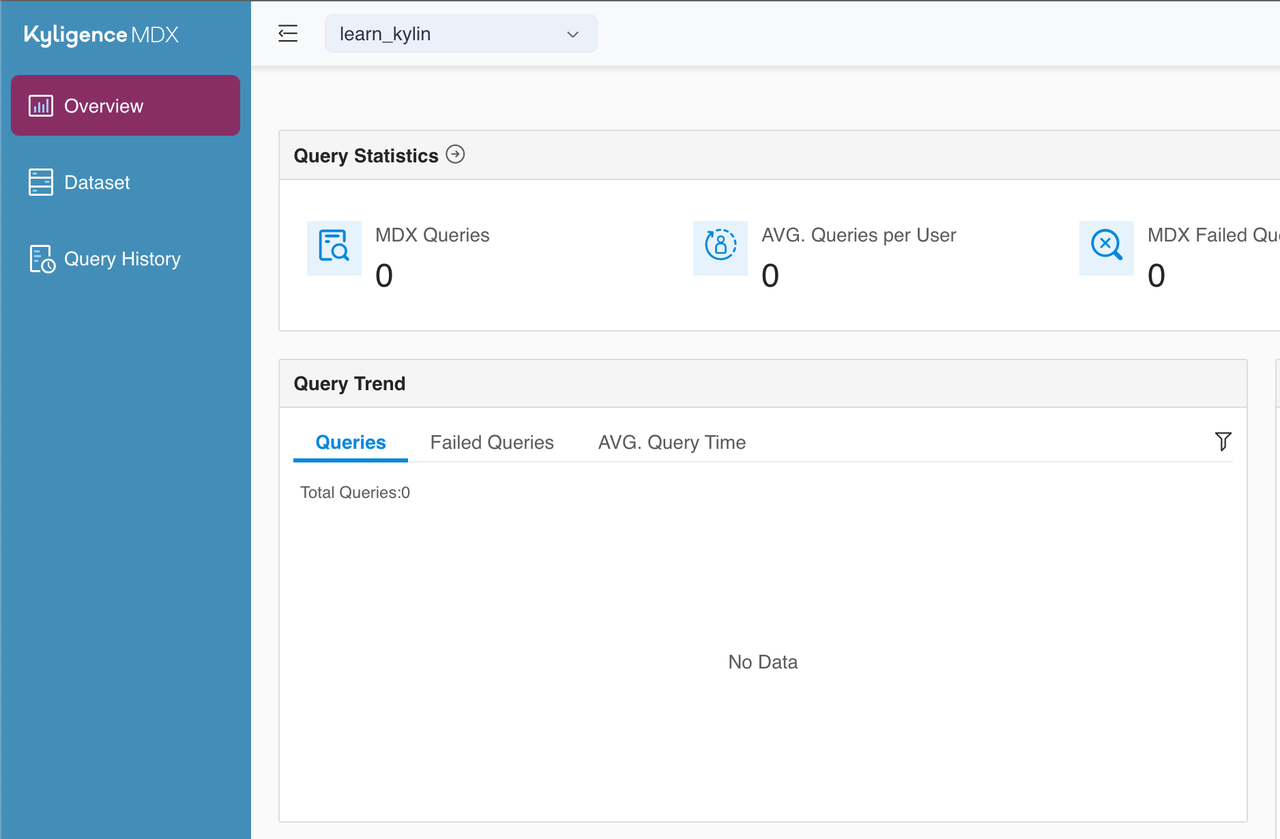 Kyligence MDX
learn_kylin
Overview
Dataset
Query History
Query Statistics
MDX Queries
0
AVG. Queries per User
0
MDX Failed Qu
0
Query Trend
Queries
Failed Queries
AVG. Query Time
Total Queries:0
No Data